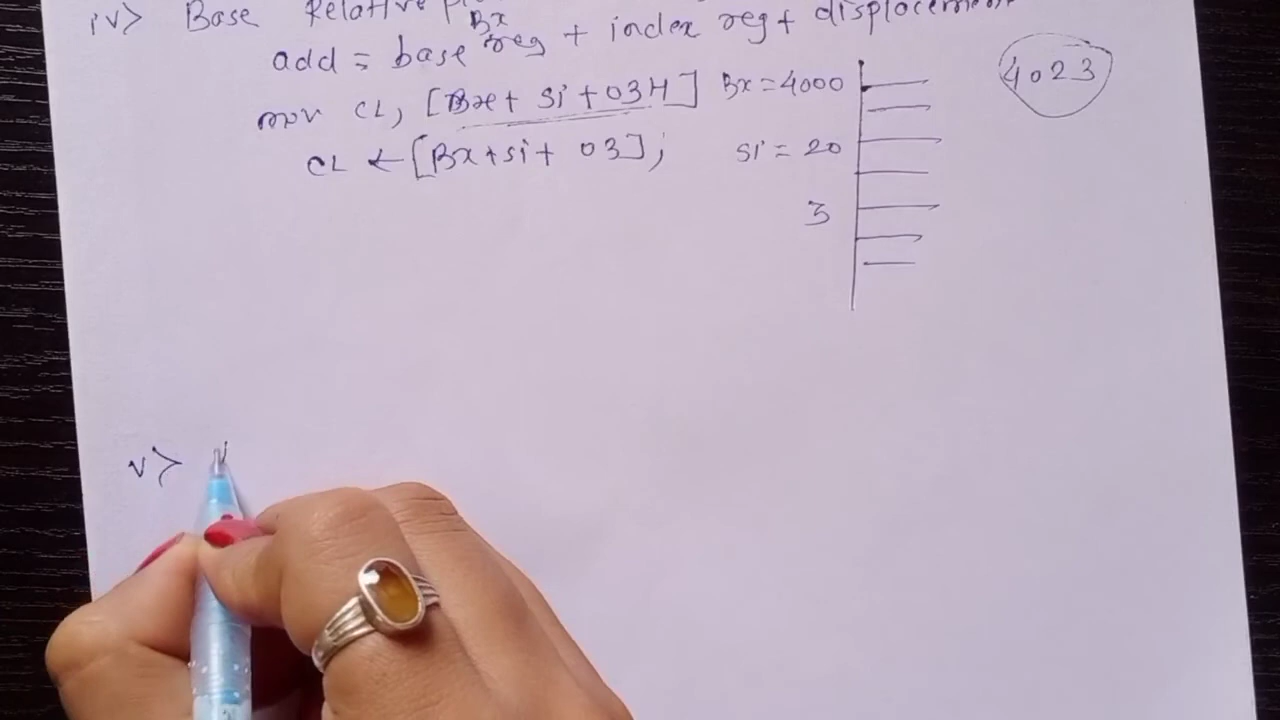 iv> Base Relative Pl
Bx
add = base reg + index reg + displacement
mov CL, [Bx + Si + 03H] Bx = 4000
4023
CL ← [Bx + si + 03]; Si = 20
3
v>